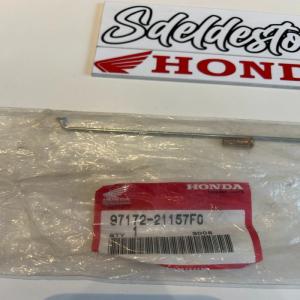 Sdeldesto
HONDA
HONDA
97172-21157F0
QTY 1